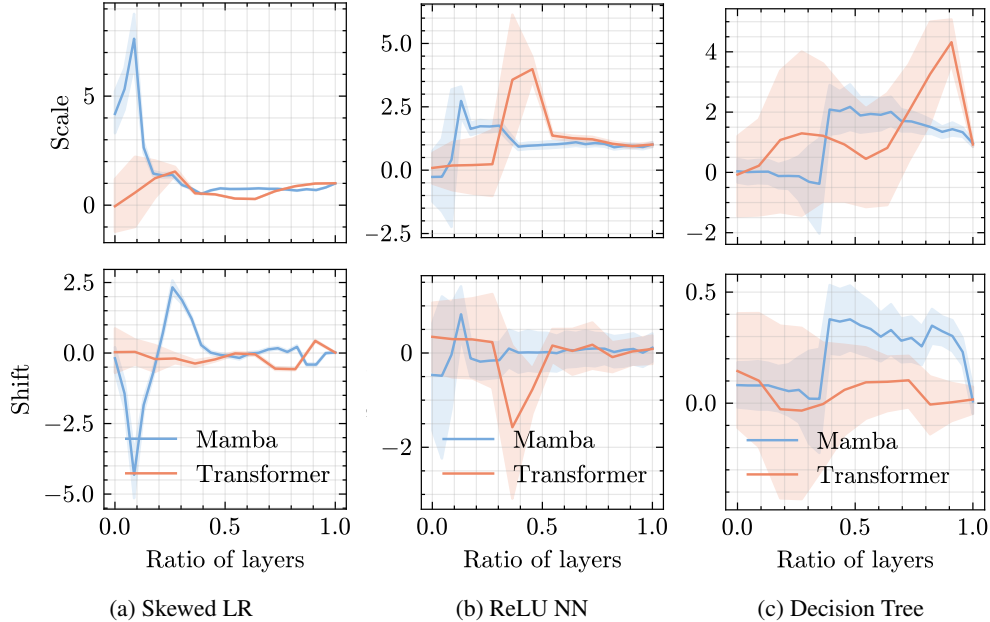 Scale
5
0
5.0
2.5
0.0
−2.5
4
2
0
−2
Shift
2.5
0.0
−2.5
−5.0
Mamba
Transformer
0
−2
Mamba
Transformer
0.5
0.0
Mamba
Transformer
0.0 0.5 1.0
0.0 0.5 1.0
0.0 0.5 1.0
Ratio of layers
Ratio of layers
Ratio of layers
(a) Skewed LR
(b) ReLU NN
(c) Decision Tree